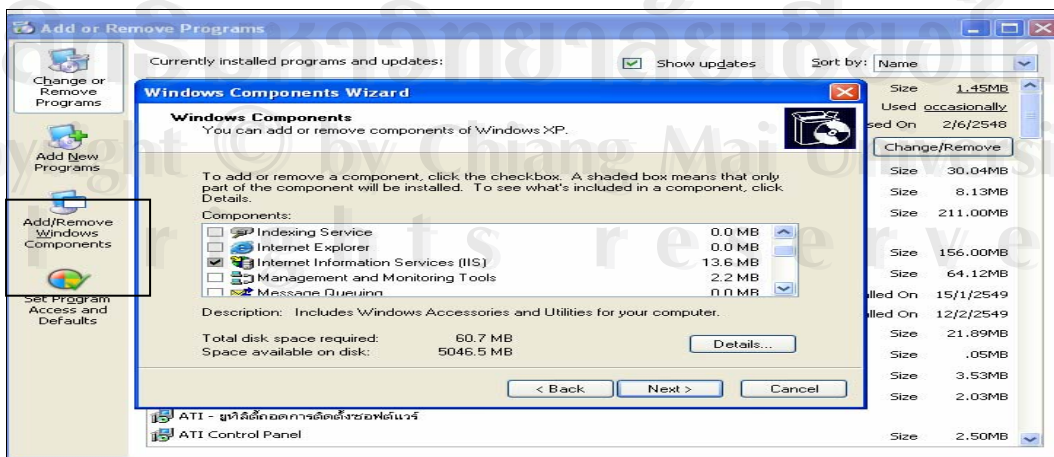 Add or Remove Programs
Change or
Remove
Programs
Add New
Programs
Add/Remove
Windows
Components
Set Program
Access and
Defaults
Currently installed programs and updates:
Show updates
Sort by: Name
Size 1.45MB
Used occasionally
sed On 2/6/2548
Change/Remove
Size 30.04MB
Size 8.13MB
Size 211.00MB
Size 156.00MB
Size 64.12MB
lled On 15/1/2549
lled On 12/2/2549
Size 21.89MB
Size .05MB
Size 3.53MB
Size 2.03MB
ATI - ยูทิลิตี้ถอดการติดตั้งซอฟต์แวร์
ATI Control Panel
Size 2.50MB
Windows Components Wizard
Windows Components
You can add or remove components of Windows XP.
To add or remove a component, click the checkbox. A shaded box means that only
part of the component will be installed. To see what's included in a component, click
Details.
Components:
Indexing Service 0.0 MB
Internet Explorer 0.0 MB
Internet Information Services (IIS) 13.6 MB
Management and Monitoring Tools 2.2 MB
Message Queuing 0.0 MB
Description: Includes Windows Accessories and Utilities for your computer.
Total disk space required: 60.7 MB
Space available on disk: 5046.5 MB
Details...
< Back
Next >
Cancel
by Chiang Mai